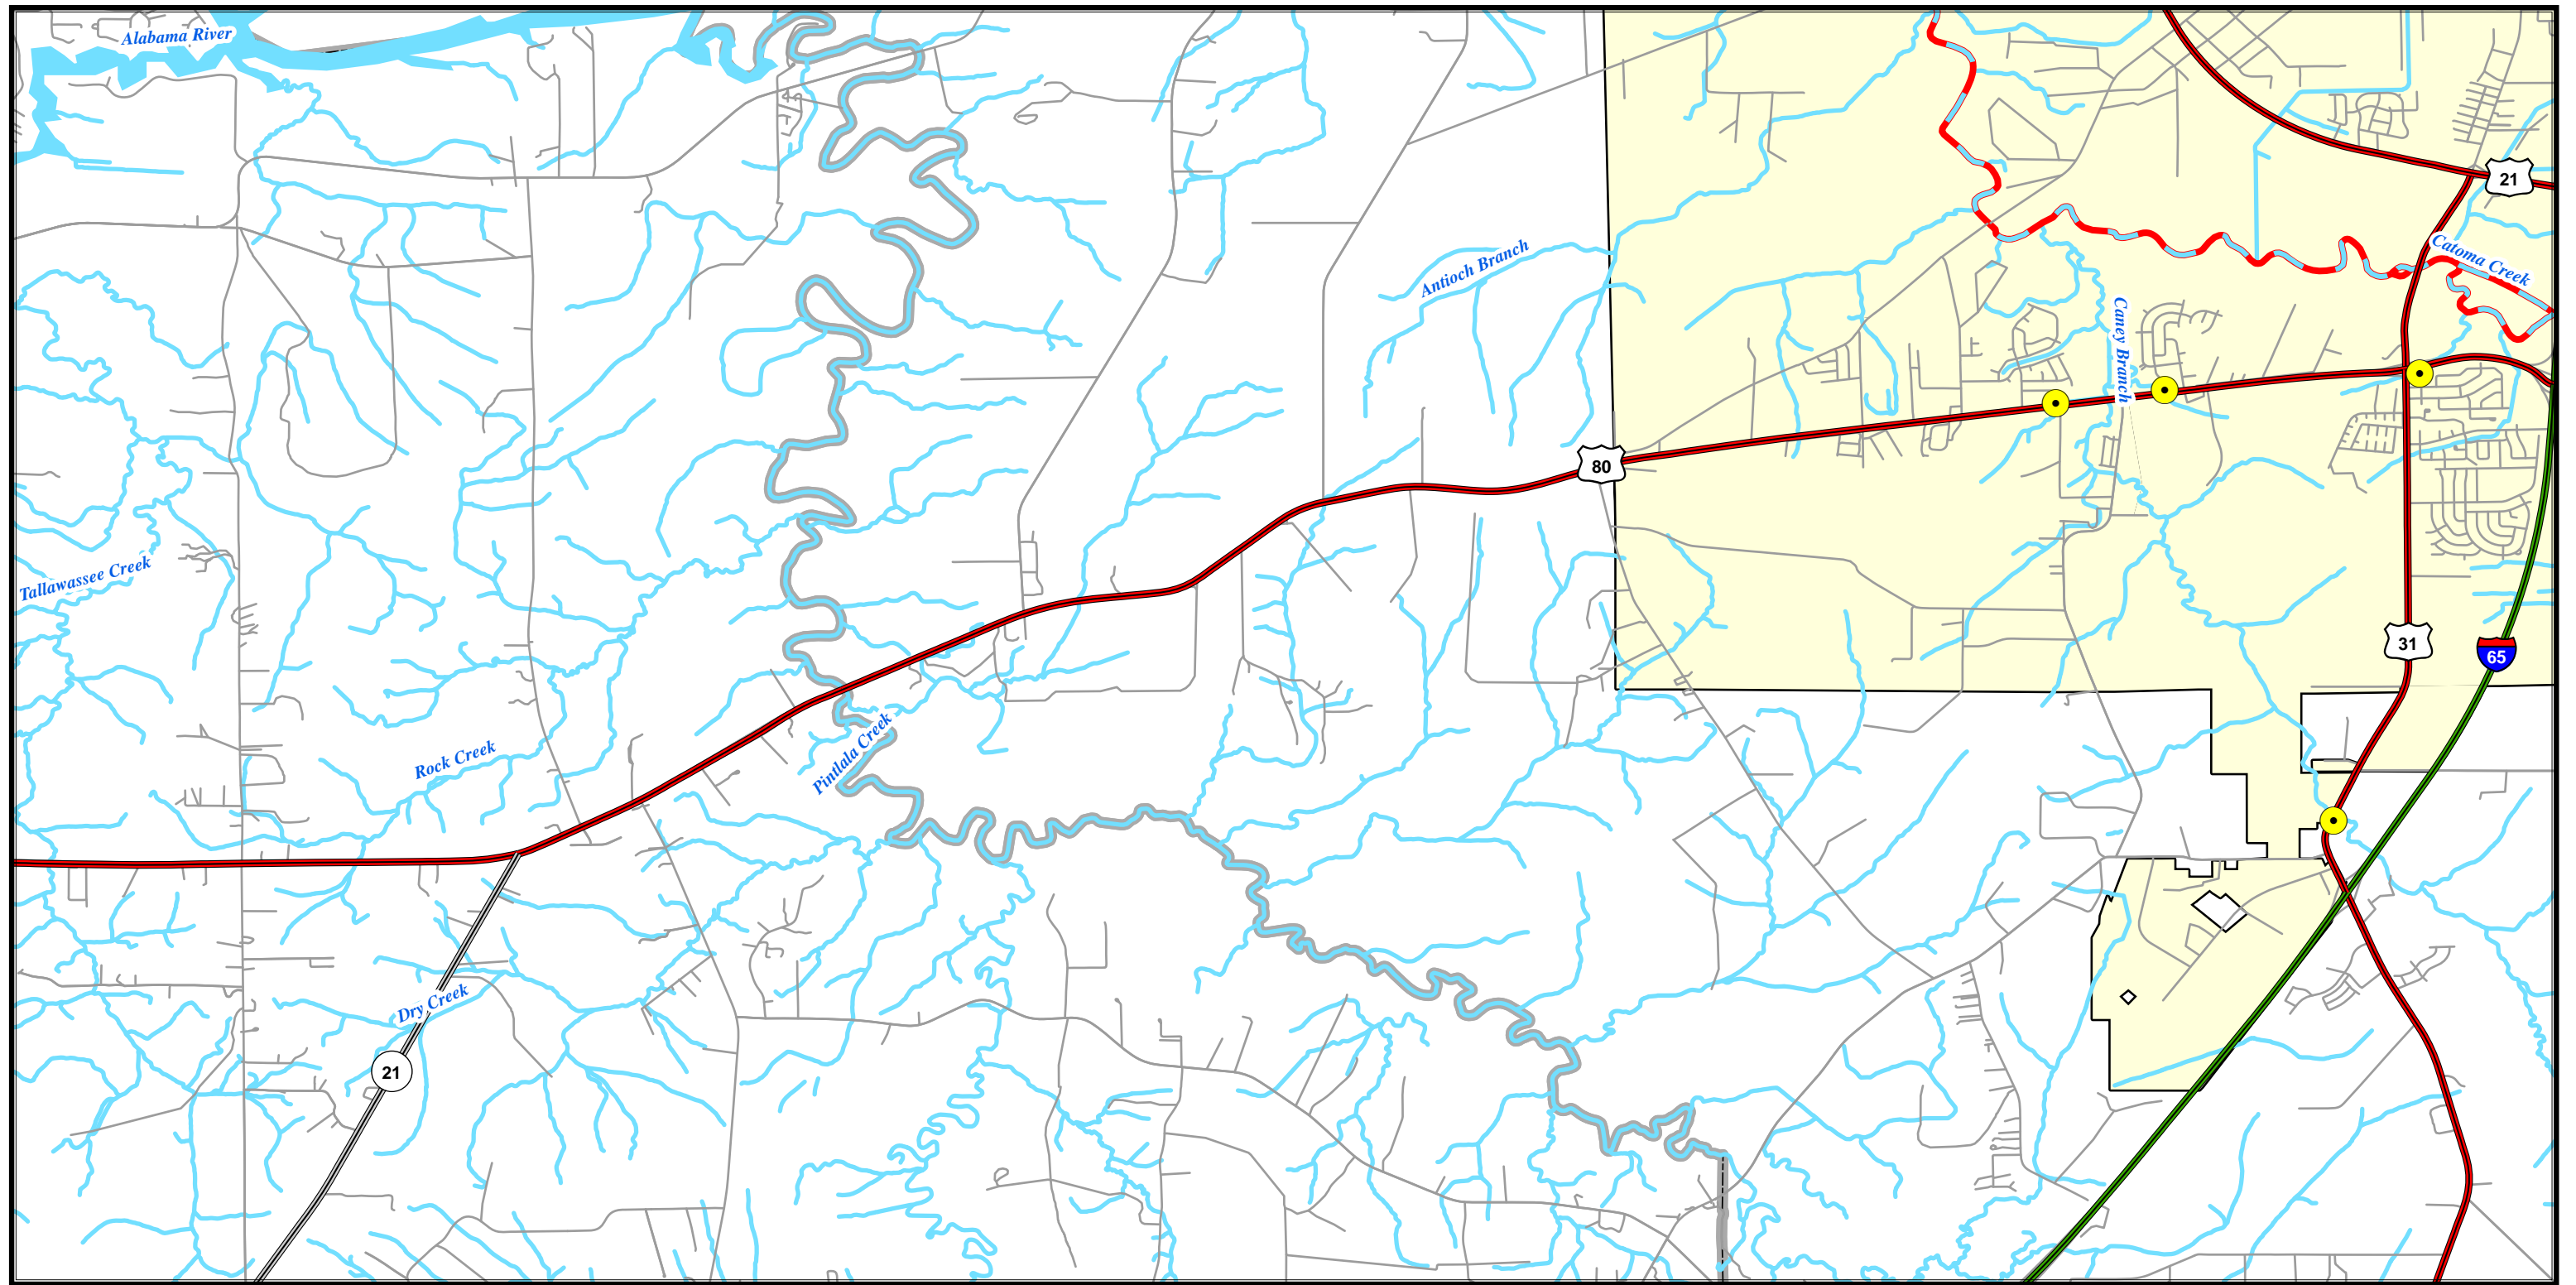 Alabama River
21
Catoma Creek
Antioch Branch
Caney Branch
80
Tallawassee Creek
31
65
Rock Creek
Pintlala Creek
Dry Creek
21